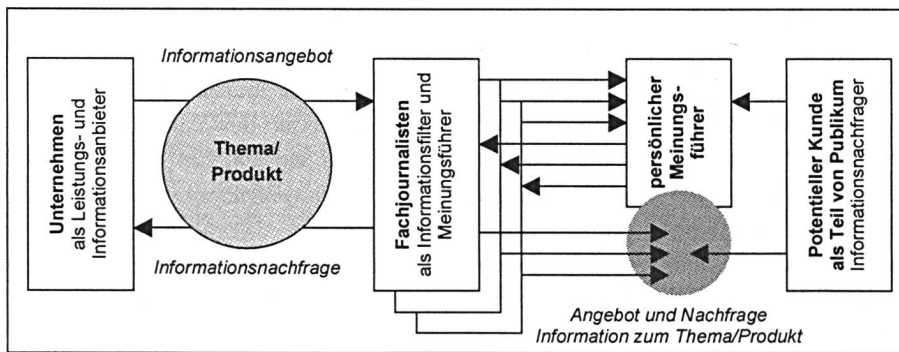 Informationsangebot
Unternehmen
als Leistungs- und
Informationsanbieter
Thema/
Produkt
Informationsnachfrage
Fachjournalisten
als Informationsfilter und
Meinungsführer
persönlicher
Meinungs-
führer
Angebot und Nachfrage
Information zum Thema/Produkt
Potentieller Kunde
als Teil von Publikum
Informationsnachfrager